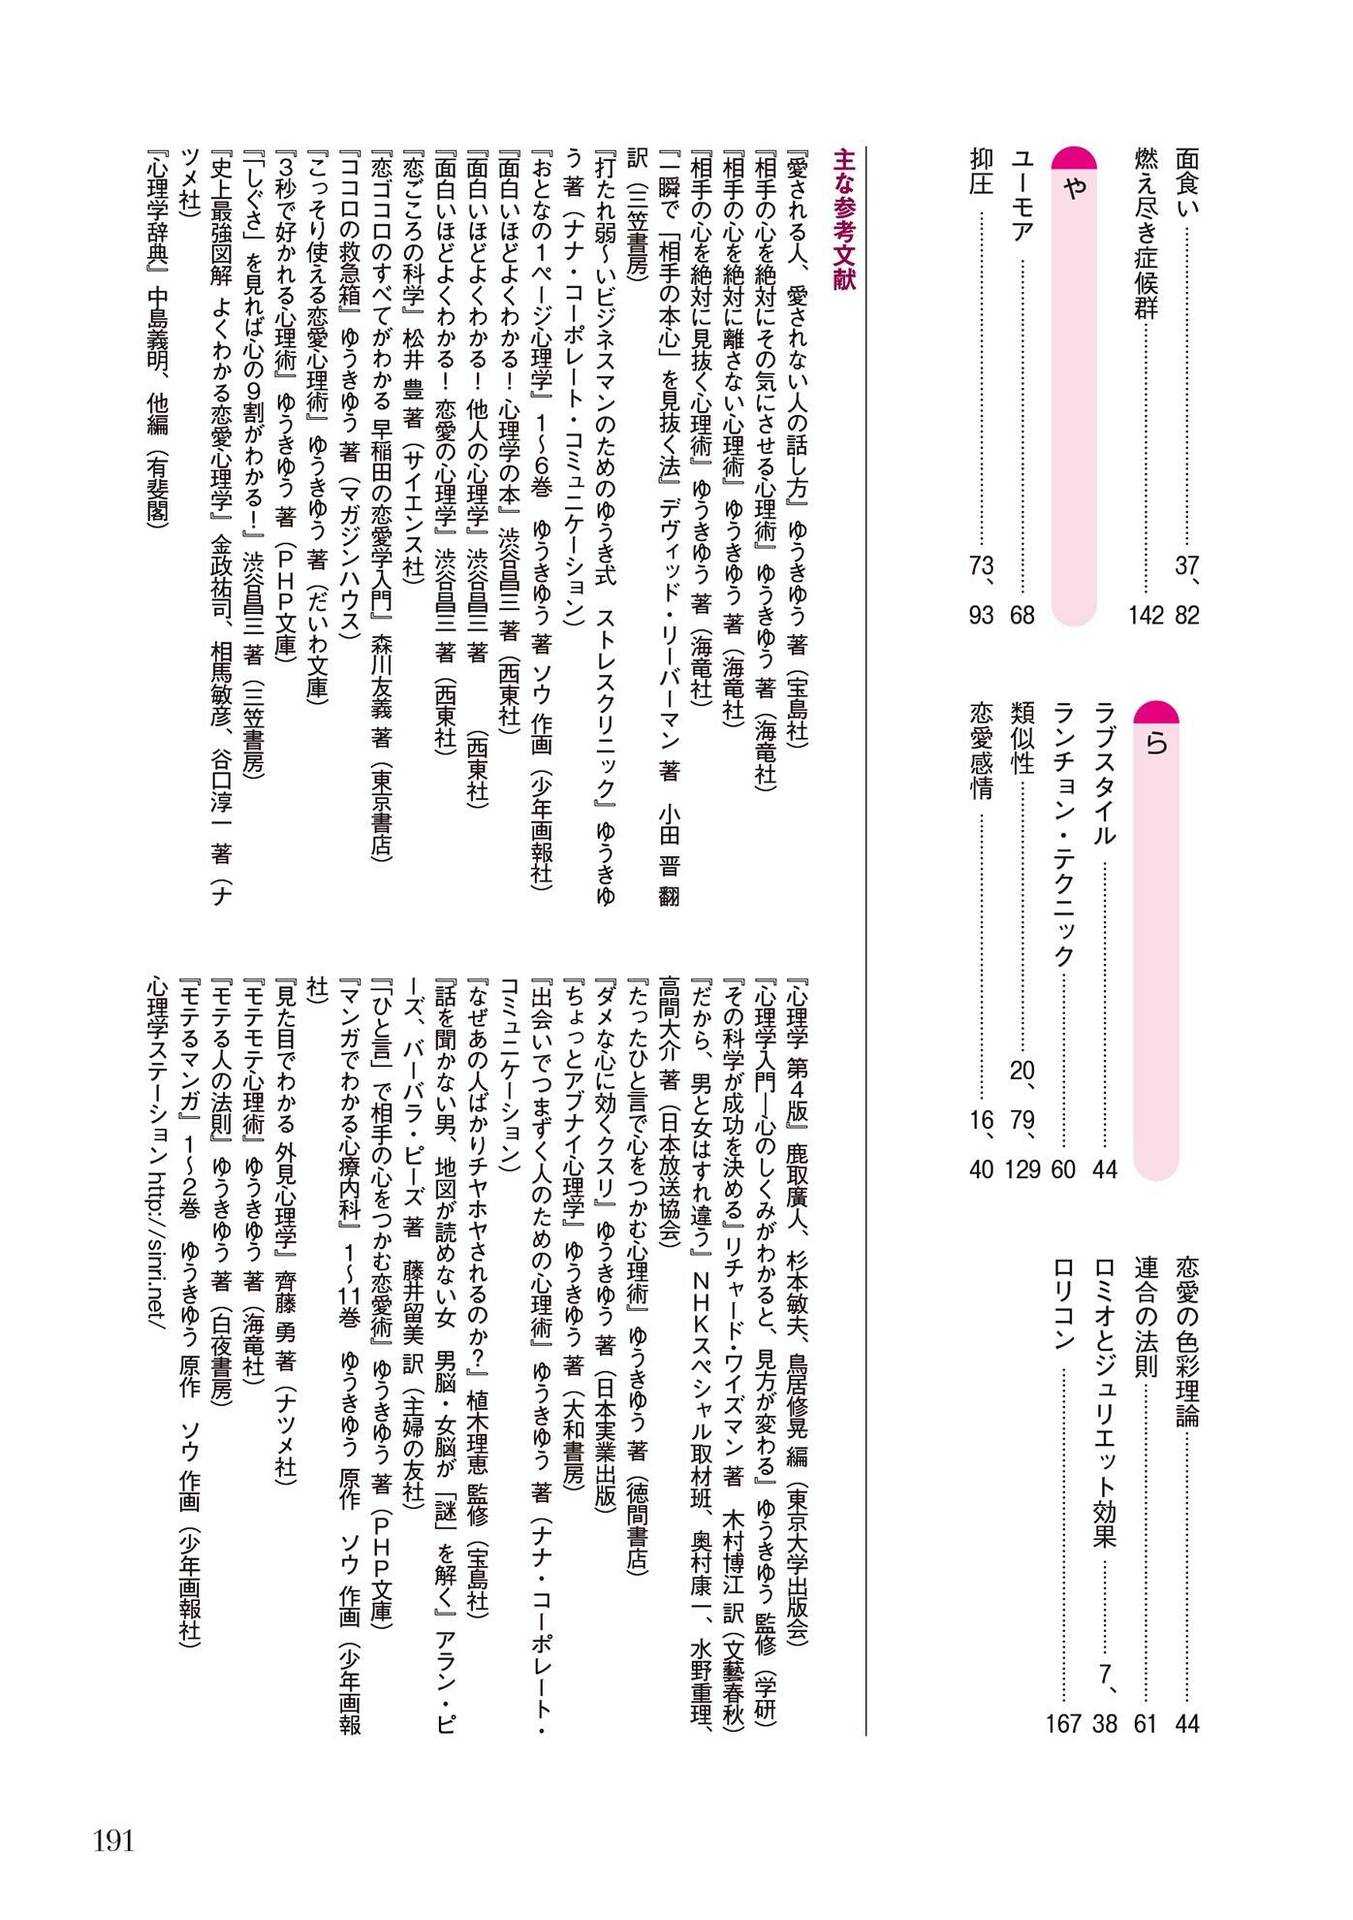 面食い 37、82
燃え尽き症候群 142
や
ユーモア 68
抑圧 73、93
ら
ラブスタイル 44
ランチョン・テクニック 60
類似性 20、79、129
恋愛感情 16、40
恋愛の色彩理論 44
連合の法則 61
ロミオとジュリエット効果 7、38
ロリコン 167
主な参考文献
『愛される人、愛されない人の話し方』ゆうきゆう 著（宝島社）
『相手の心を絶対にその気にさせる心理術』ゆうきゆう 著（海竜社）
『相手の心を絶対に離さない心理術』ゆうきゆう 著（海竜社）
『相手の心を絶対に見抜く心理術』ゆうきゆう 著（海竜社）
『一瞬で「相手の本心」を見抜く法』デヴィッド・リーバーマン 著　小田 晋 翻
訳（三笠書房）
『打たれ弱〜いビジネスマンのためのゆうき式　ストレスクリニック』ゆうきゆ
う 著（ナナ・コーポレート・コミュニケーション）
『おとなの1ページ心理学』1〜6巻　ゆうきゆう 著 ソウ 作画（少年画報社）
『面白いほどよくわかる！心理学の本』渋谷昌三 著（西東社）
『面白いほどよくわかる！他人の心理学』渋谷昌三 著　　（西東社）
『面白いほどよくわかる！恋愛の心理学』渋谷昌三 著（西東社）
『恋ごころの科学』松井 豊 著（サイエンス社）
『恋ゴコロのすべてがわかる 早稲田の恋愛学入門』森川友義 著（東京書店）
『ココロの救急箱』ゆうきゆう 著（マガジンハウス）
『こっそり使える恋愛心理術』ゆうきゆう 著（だいわ文庫）
『3秒で好かれる心理術』ゆうきゆう 著（PHP文庫）
『「しぐさ」を見れば心の9割がわかる！』渋谷昌三 著（三笠書房）
『史上最強図解 よくわかる恋愛心理学』金政祐司、相馬敏彦、谷口淳一 著（ナ
ツメ社）
『心理学辞典』中島義明、他編（有斐閣）
『心理学 第4版』鹿取廣人、杉本敏夫、鳥居修晃 編（東京大学出版会）
『心理学入門―心のしくみがわかると、見方が変わる』ゆうきゆう 監修（学研）
『その科学が成功を決める』リチャード・ワイズマン 著　木村博江 訳（文藝春秋）
『だから、男と女はすれ違う』NHKスペシャル取材班、奥村康一、水野重理、
高間大介 著（日本放送協会）
『たったひと言で心をつかむ心理術』ゆうきゆう 著（徳間書店）
『ダメな心に効くクスリ』ゆうきゆう 著（日本実業出版）
『ちょっとアブナイ心理学』ゆうきゆう 著（大和書房）
『出会いでつまずく人のための心理術』ゆうきゆう 著（ナナ・コーポレート・
コミュニケーション）
『なぜあの人ばかりチヤホヤされるのか？』植木理恵 監修（宝島社）
『話を聞かない男、地図が読めない女　男脳・女脳が「謎」を解く』アラン・ピ
ーズ、バーバラ・ピーズ 著　藤井留美 訳（主婦の友社）
『「ひと言」で相手の心をつかむ恋愛術』ゆうきゆう 著（PHP文庫）
『マンガでわかる心療内科』1〜11巻　ゆうきゆう 原作　ソウ 作画（少年画報
社）
『見た目でわかる 外見心理学』齊藤 勇 著（ナツメ社）
『モテモテ心理術』ゆうきゆう 著（海竜社）
『モテる人の法則』ゆうきゆう 著（白夜書房）
『モテるマンガ』1〜2巻　ゆうきゆう 原作　ソウ 作画（少年画報社）
心理学ステーション http://sinri.net/
191